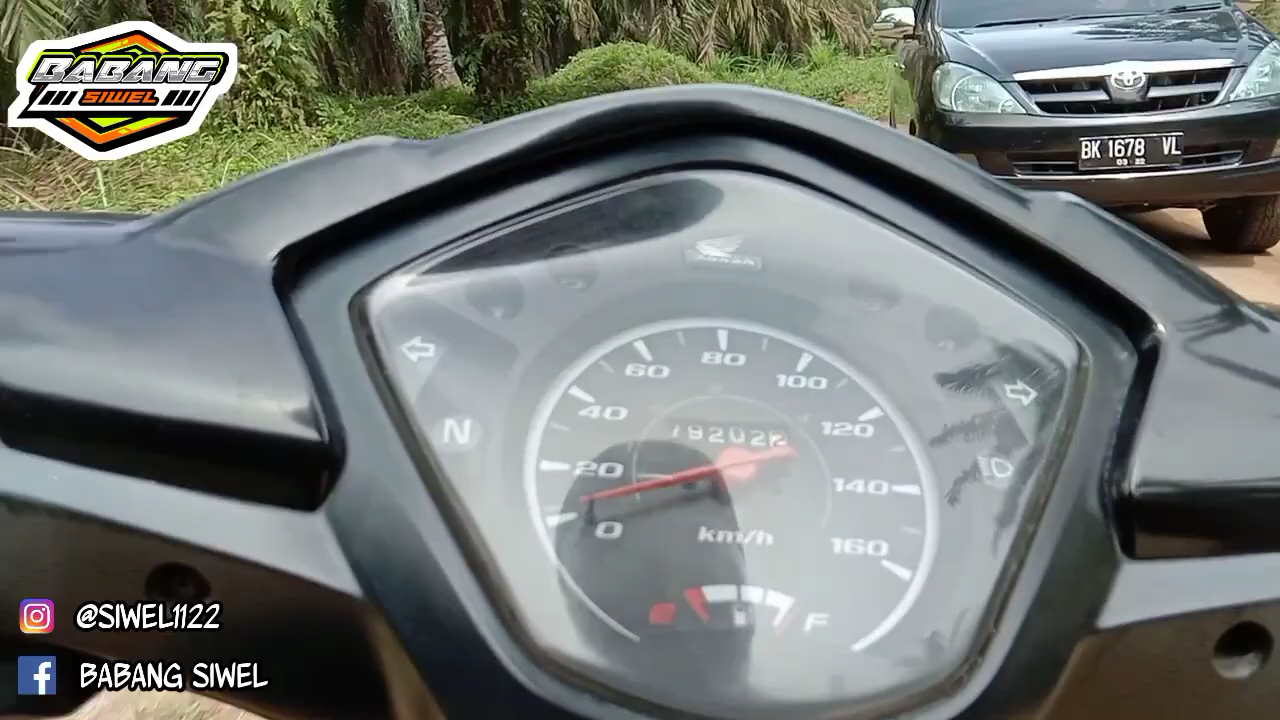 BABANG
SIWEL
BK 1678 VL
03 22
HONDA
60
80
100
40
120
N
79202
20
140
0
km/h
160
F
@SIWEL1122
BABANG SIWEL